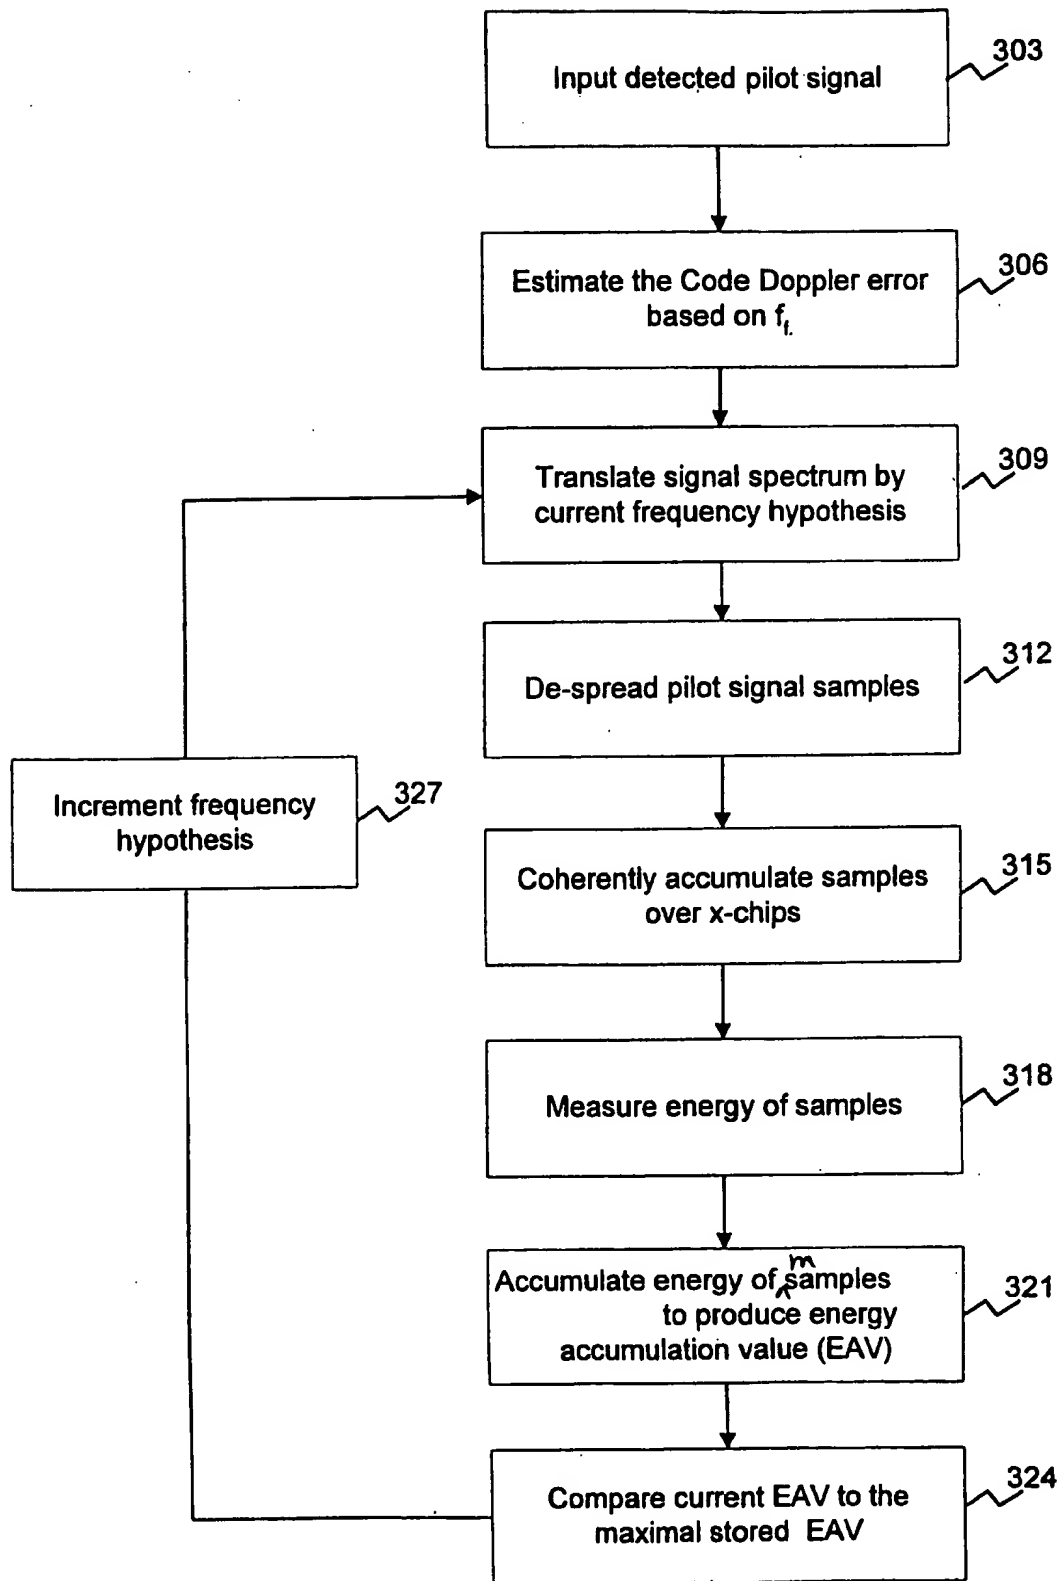 Input detected pilot signal
303
Estimate the Code Doppler error
based on f_f.
306
Translate signal spectrum by
current frequency hypothesis
309
De-spread pilot signal samples
312
Increment frequency
hypothesis
327
Coherently accumulate samples
over x-chips
315
Measure energy of samples
318
Accumulate energy of m samples
to produce energy
accumulation value (EAV)
321
Compare current EAV to the
maximal stored EAV
324